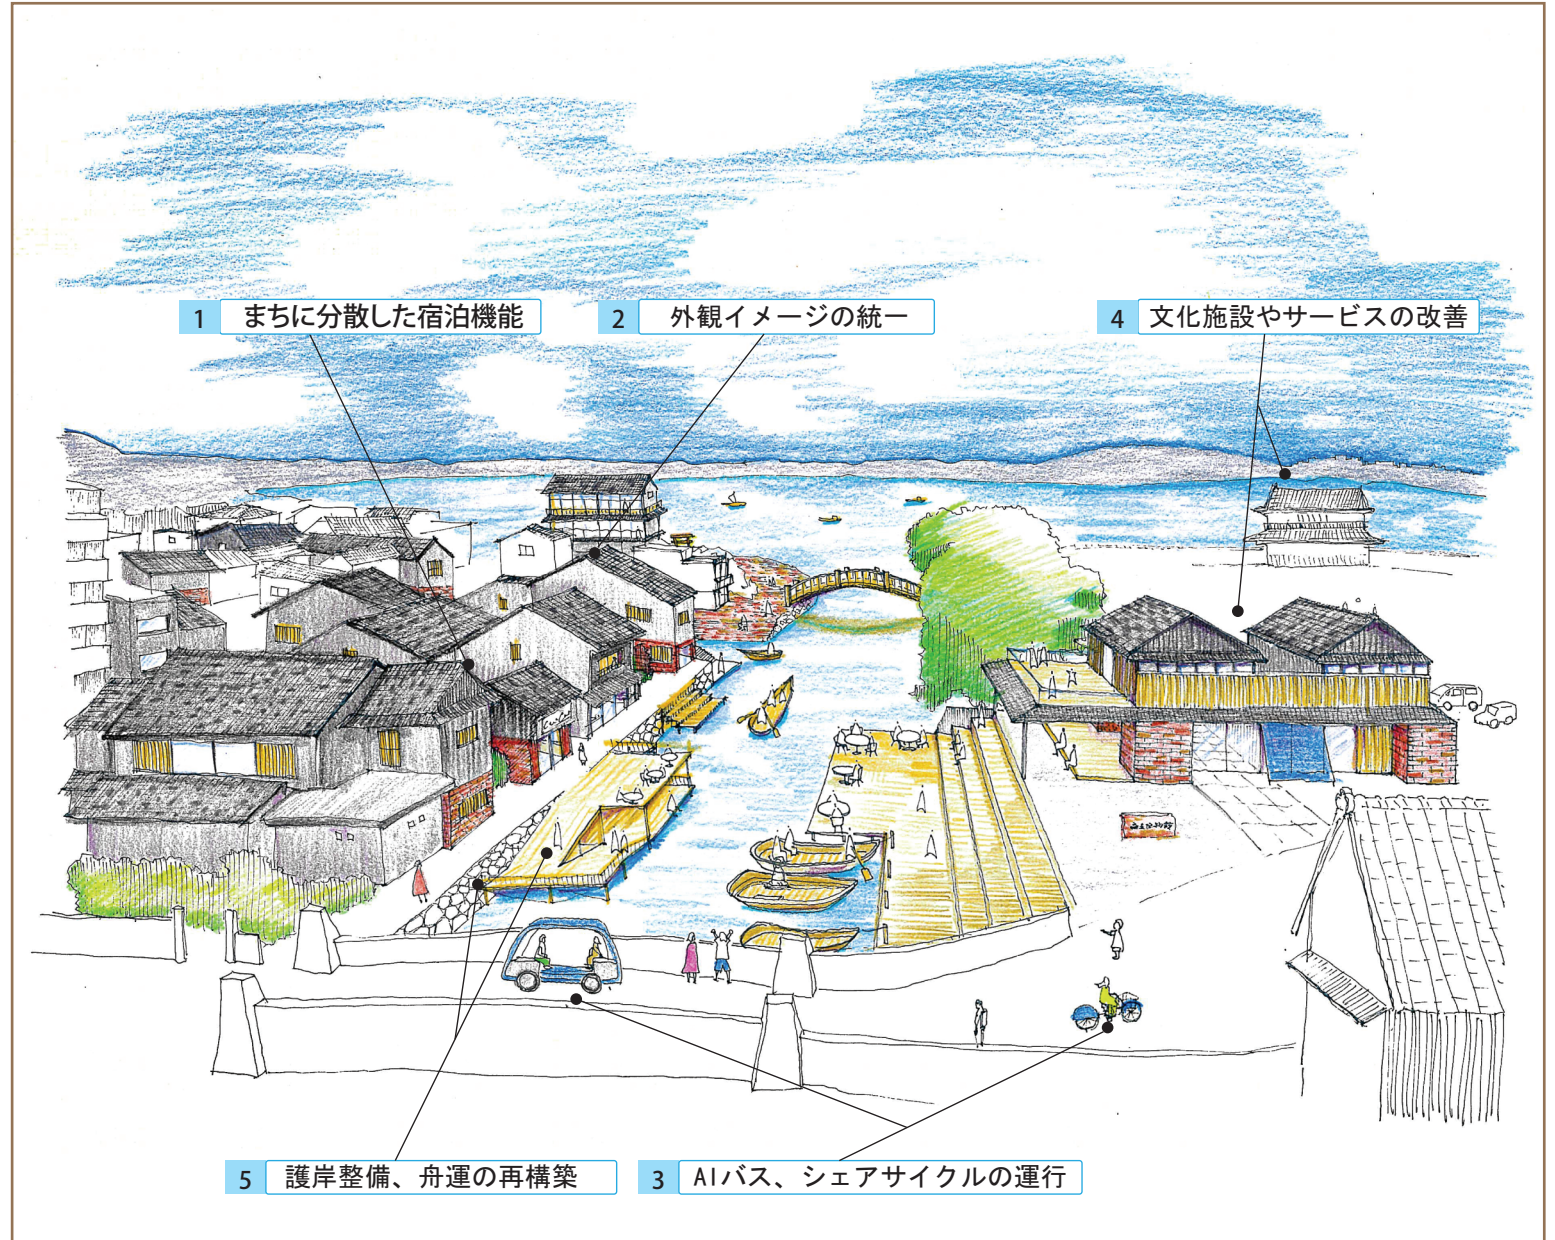 1 まちに分散した宿泊機能
2 外観イメージの統一
4 文化施設やサービスの改善
5 護岸整備、舟運の再構築
3 AIバス、シェアサイクルの運行